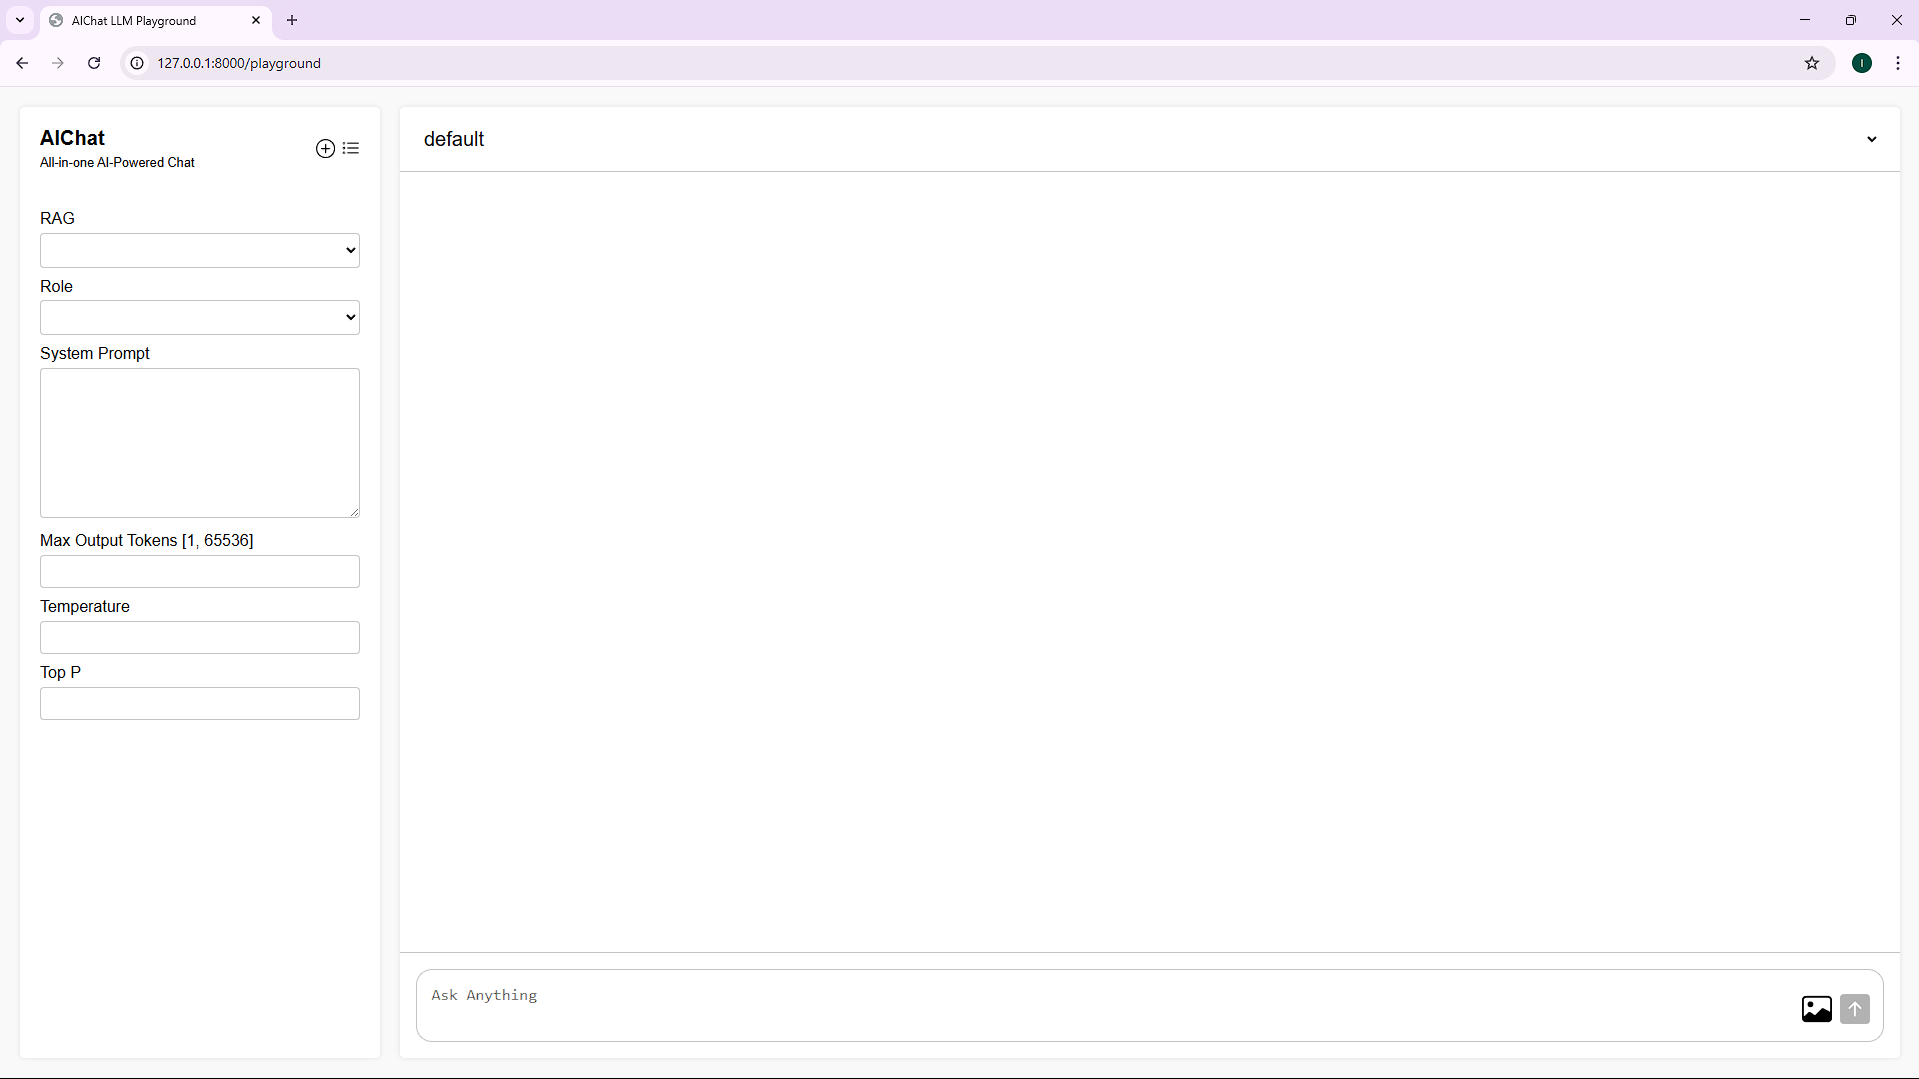 AIChat LLM Playground
127.0.0.1:8000/playground
I
AIChat
All-in-one AI-Powered Chat
RAG
Role
System Prompt
Max Output Tokens [1, 65536]
Temperature
Top P
default
Ask Anything